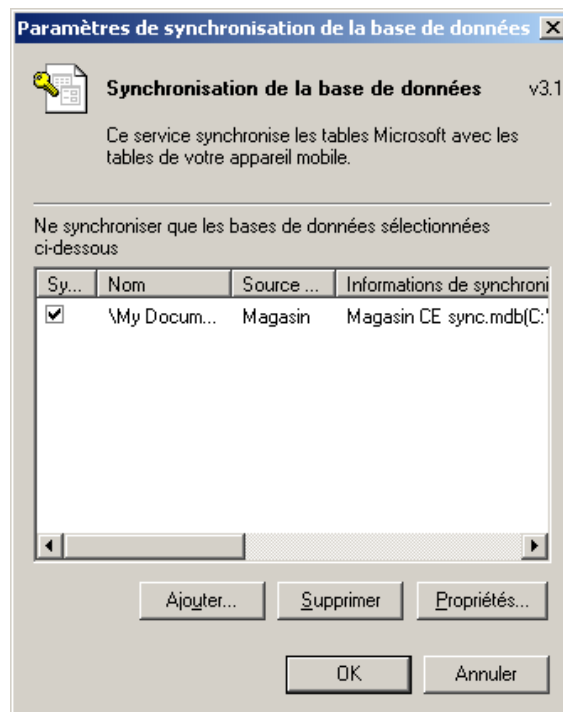 Paramètres de synchronisation de la base de données
Synchronisation de la base de données v3.1
Ce service synchronise les tables Microsoft avec les
tables de votre appareil mobile.
Ne synchroniser que les bases de données sélectionnées
ci-dessous
Sy... Nom Source ... Informations de synchroni
\My Docum... Magasin Magasin CE sync.mdb(C:'
Ajouter... Supprimer Propriétés...
OK Annuler